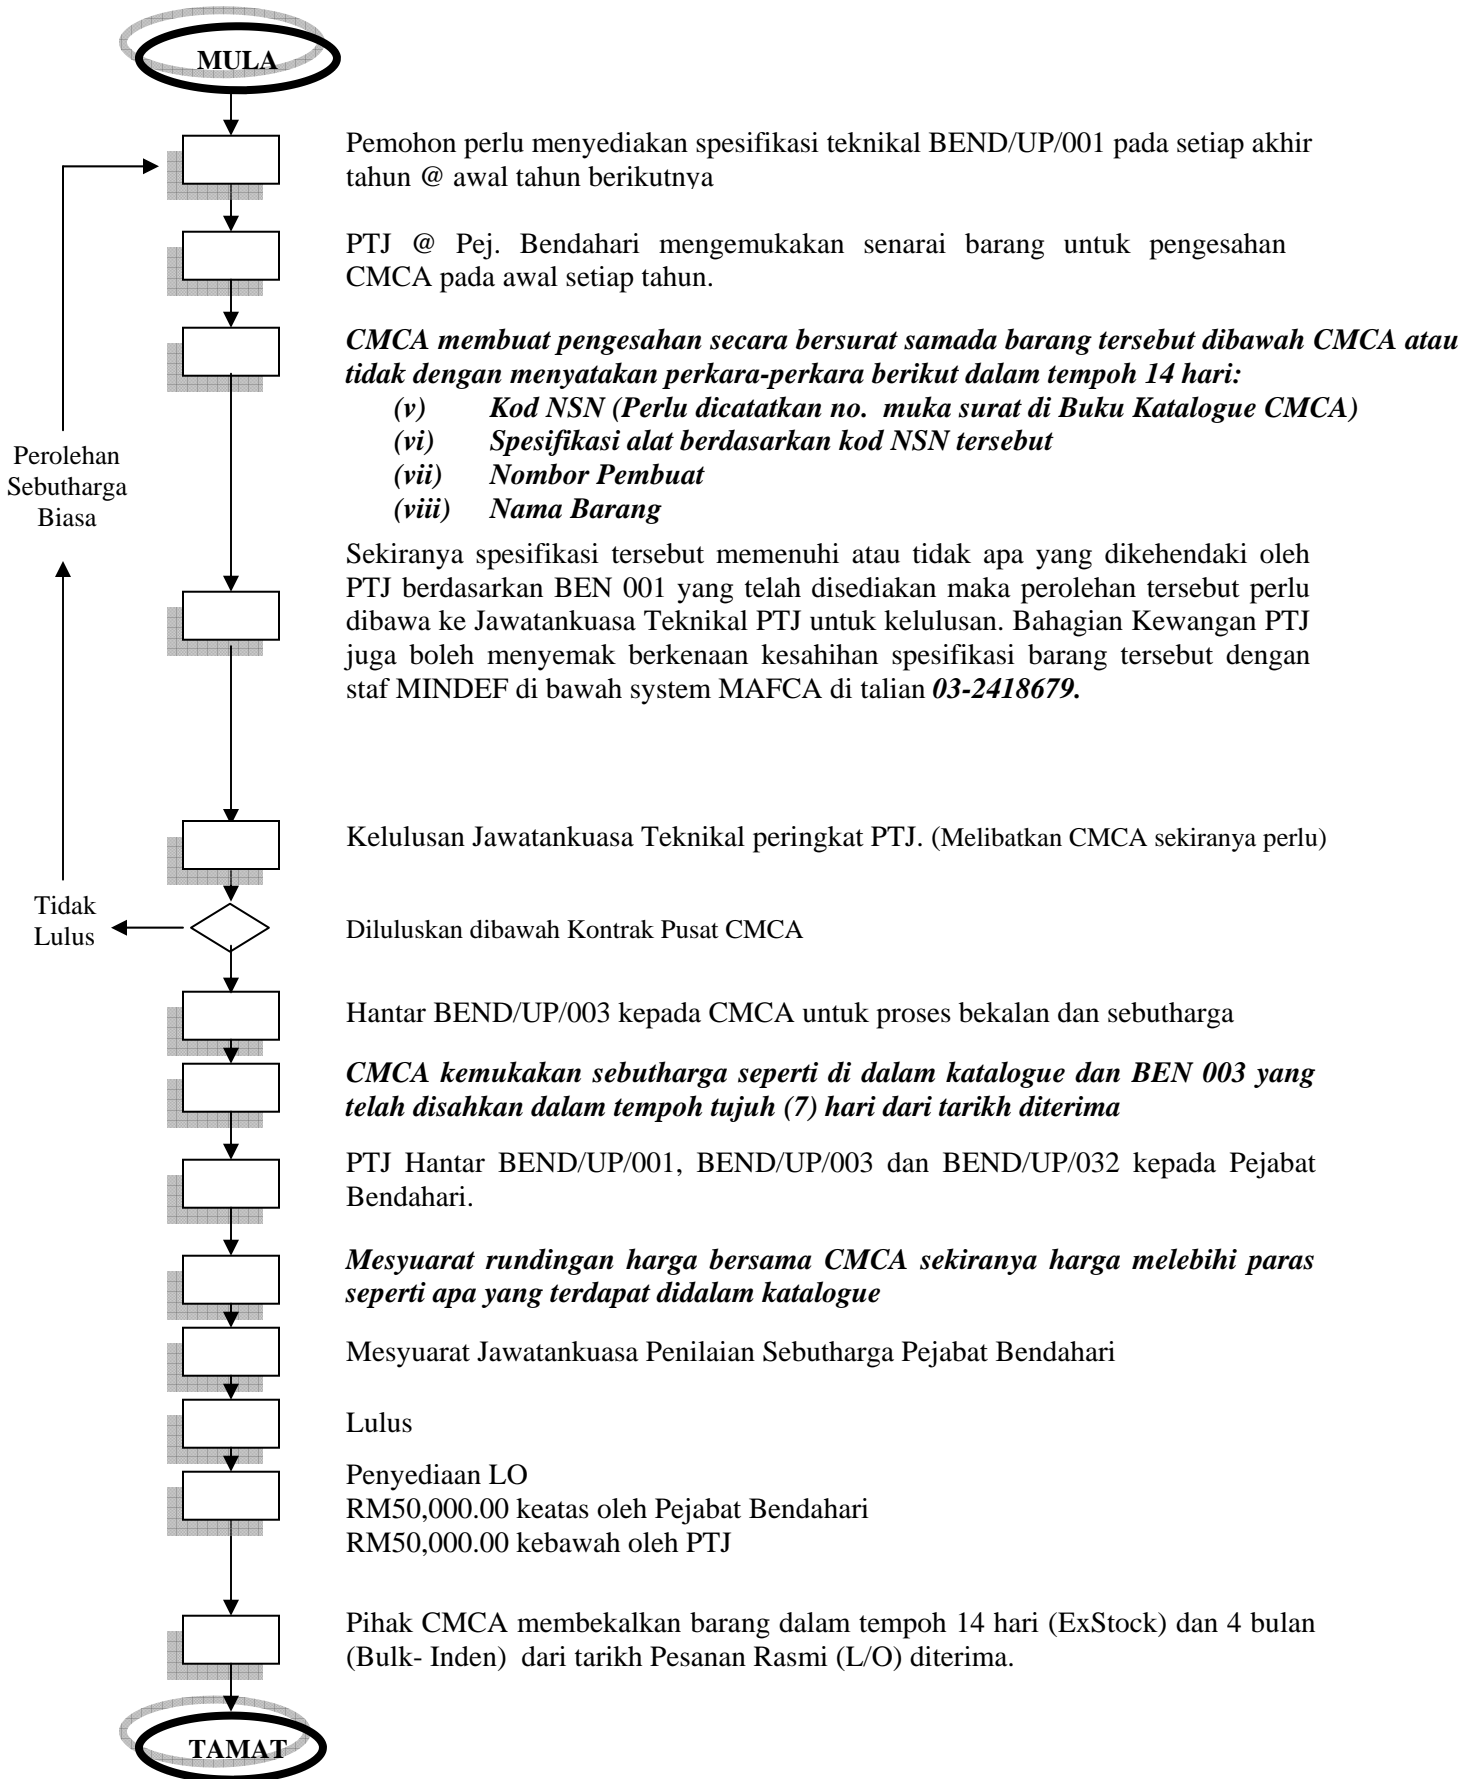 MULA
Pemohon perlu menyediakan spesifikasi teknikal BEND/UP/001 pada setiap akhir
tahun @ awal tahun berikutnya
PTJ @ Pej. Bendahari mengemukakan senarai barang untuk pengesahan
CMCA pada awal setiap tahun.
CMCA membuat pengesahan secara bersurat samada barang tersebut dibawah CMCA atau
tidak dengan menyatakan perkara-perkara berikut dalam tempoh 14 hari:
(v) Kod NSN (Perlu dicatatkan no. muka surat di Buku Katalogue CMCA)
(vi) Spesifikasi alat berdasarkan kod NSN tersebut
(vii) Nombor Pembuat
(viii) Nama Barang
Perolehan
Sebutharga
Biasa
Sekiranya spesifikasi tersebut memenuhi atau tidak apa yang dikehendaki oleh
PTJ berdasarkan BEN 001 yang telah disediakan maka perolehan tersebut perlu
dibawa ke Jawatankuasa Teknikal PTJ untuk kelulusan. Bahagian Kewangan PTJ
juga boleh menyemak berkenaan kesahihan spesifikasi barang tersebut dengan
staf MINDEF di bawah system MAFCA di talian 03-2418679.
Kelulusan Jawatankuasa Teknikal peringkat PTJ. (Melibatkan CMCA sekiranya perlu)
Tidak
Lulus
Diluluskan dibawah Kontrak Pusat CMCA
Hantar BEND/UP/003 kepada CMCA untuk proses bekalan dan sebutharga
CMCA kemukakan sebutharga seperti di dalam katalogue dan BEN 003 yang
telah disahkan dalam tempoh tujuh (7) hari dari tarikh diterima
PTJ Hantar BEND/UP/001, BEND/UP/003 dan BEND/UP/032 kepada Pejabat
Bendahari.
Mesyuarat rundingan harga bersama CMCA sekiranya harga melebihi paras
seperti apa yang terdapat didalam katalogue
Mesyuarat Jawatankuasa Penilaian Sebutharga Pejabat Bendahari
Lulus
Penyediaan LO
RM50,000.00 keatas oleh Pejabat Bendahari
RM50,000.00 kebawah oleh PTJ
Pihak CMCA membekalkan barang dalam tempoh 14 hari (ExStock) dan 4 bulan
(Bulk- Inden) dari tarikh Pesanan Rasmi (L/O) diterima.
TAMAT